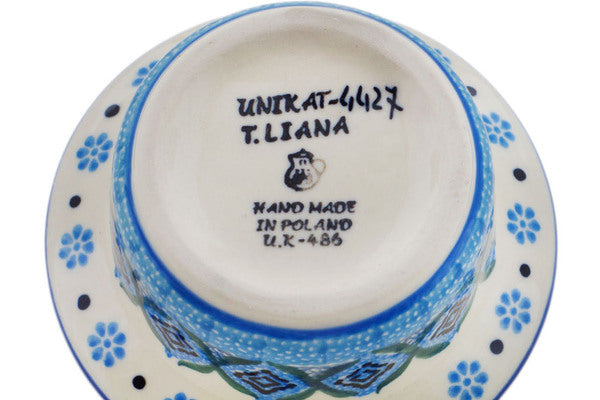 UNIKAT-4427
T.LIANA
HAND MADE
IN POLAND
U.K-486